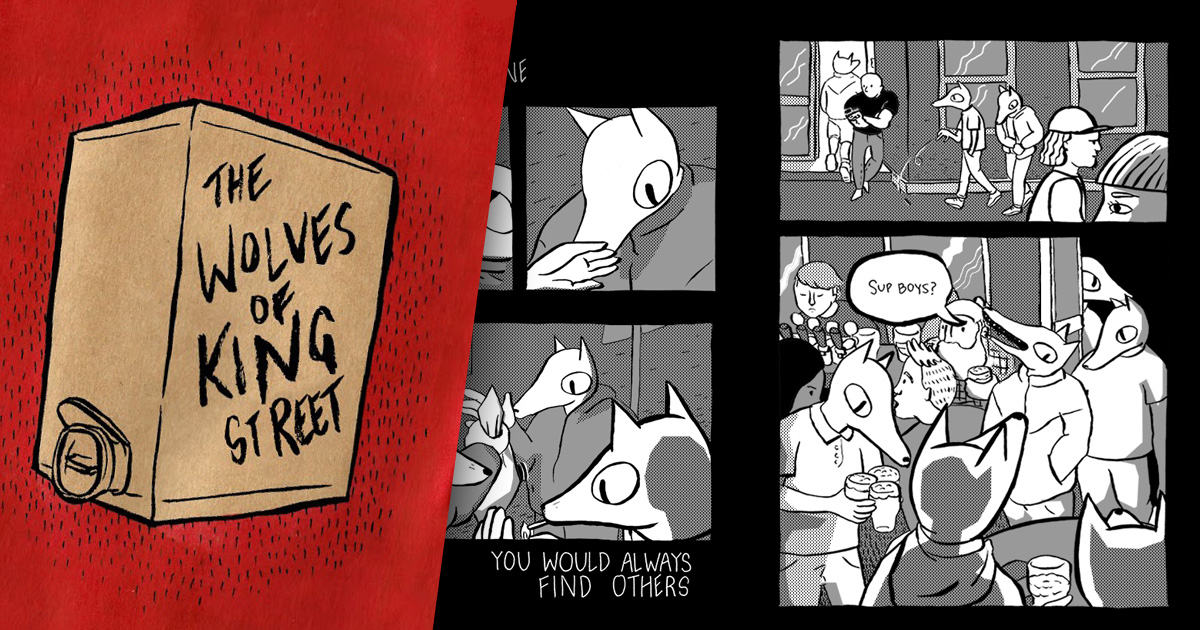 THE
WOLVES
OF
KING
STREET
SUP BOYS?
YOU WOULD ALWAYS
FIND OTHERS